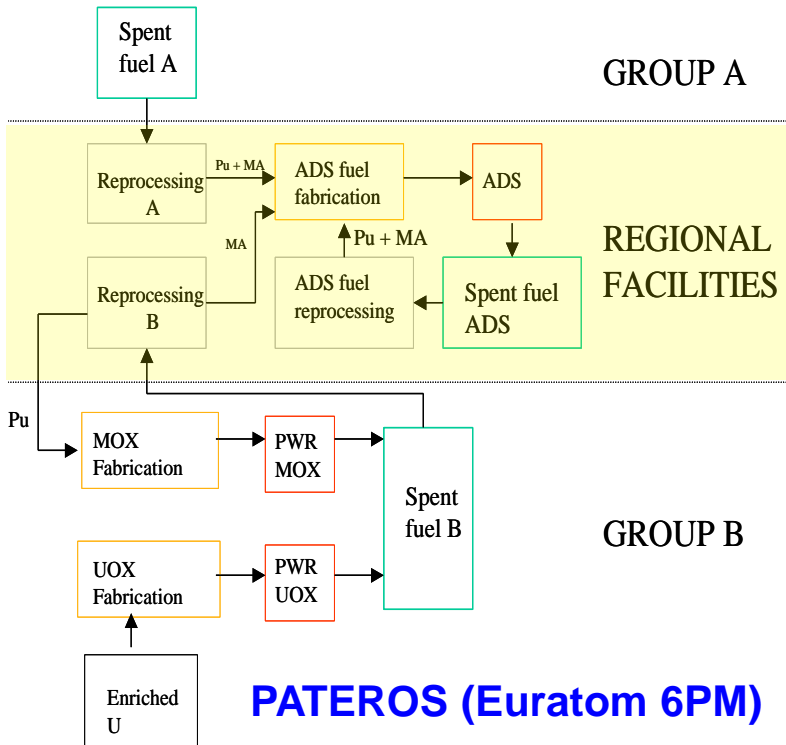 Spent
fuel A
GROUP A
Reprocessing
A
Pu + MA
ADS fuel
fabrication
ADS
MA
Pu + MA
REGIONAL
FACILITIES
Reprocessing
B
ADS fuel
reprocessing
Spent fuel
ADS
Pu
MOX
Fabrication
PWR
MOX
Spent
fuel B
GROUP B
UOX
Fabrication
PWR
UOX
Enriched
U
PATEROS (Euratom 6PM)